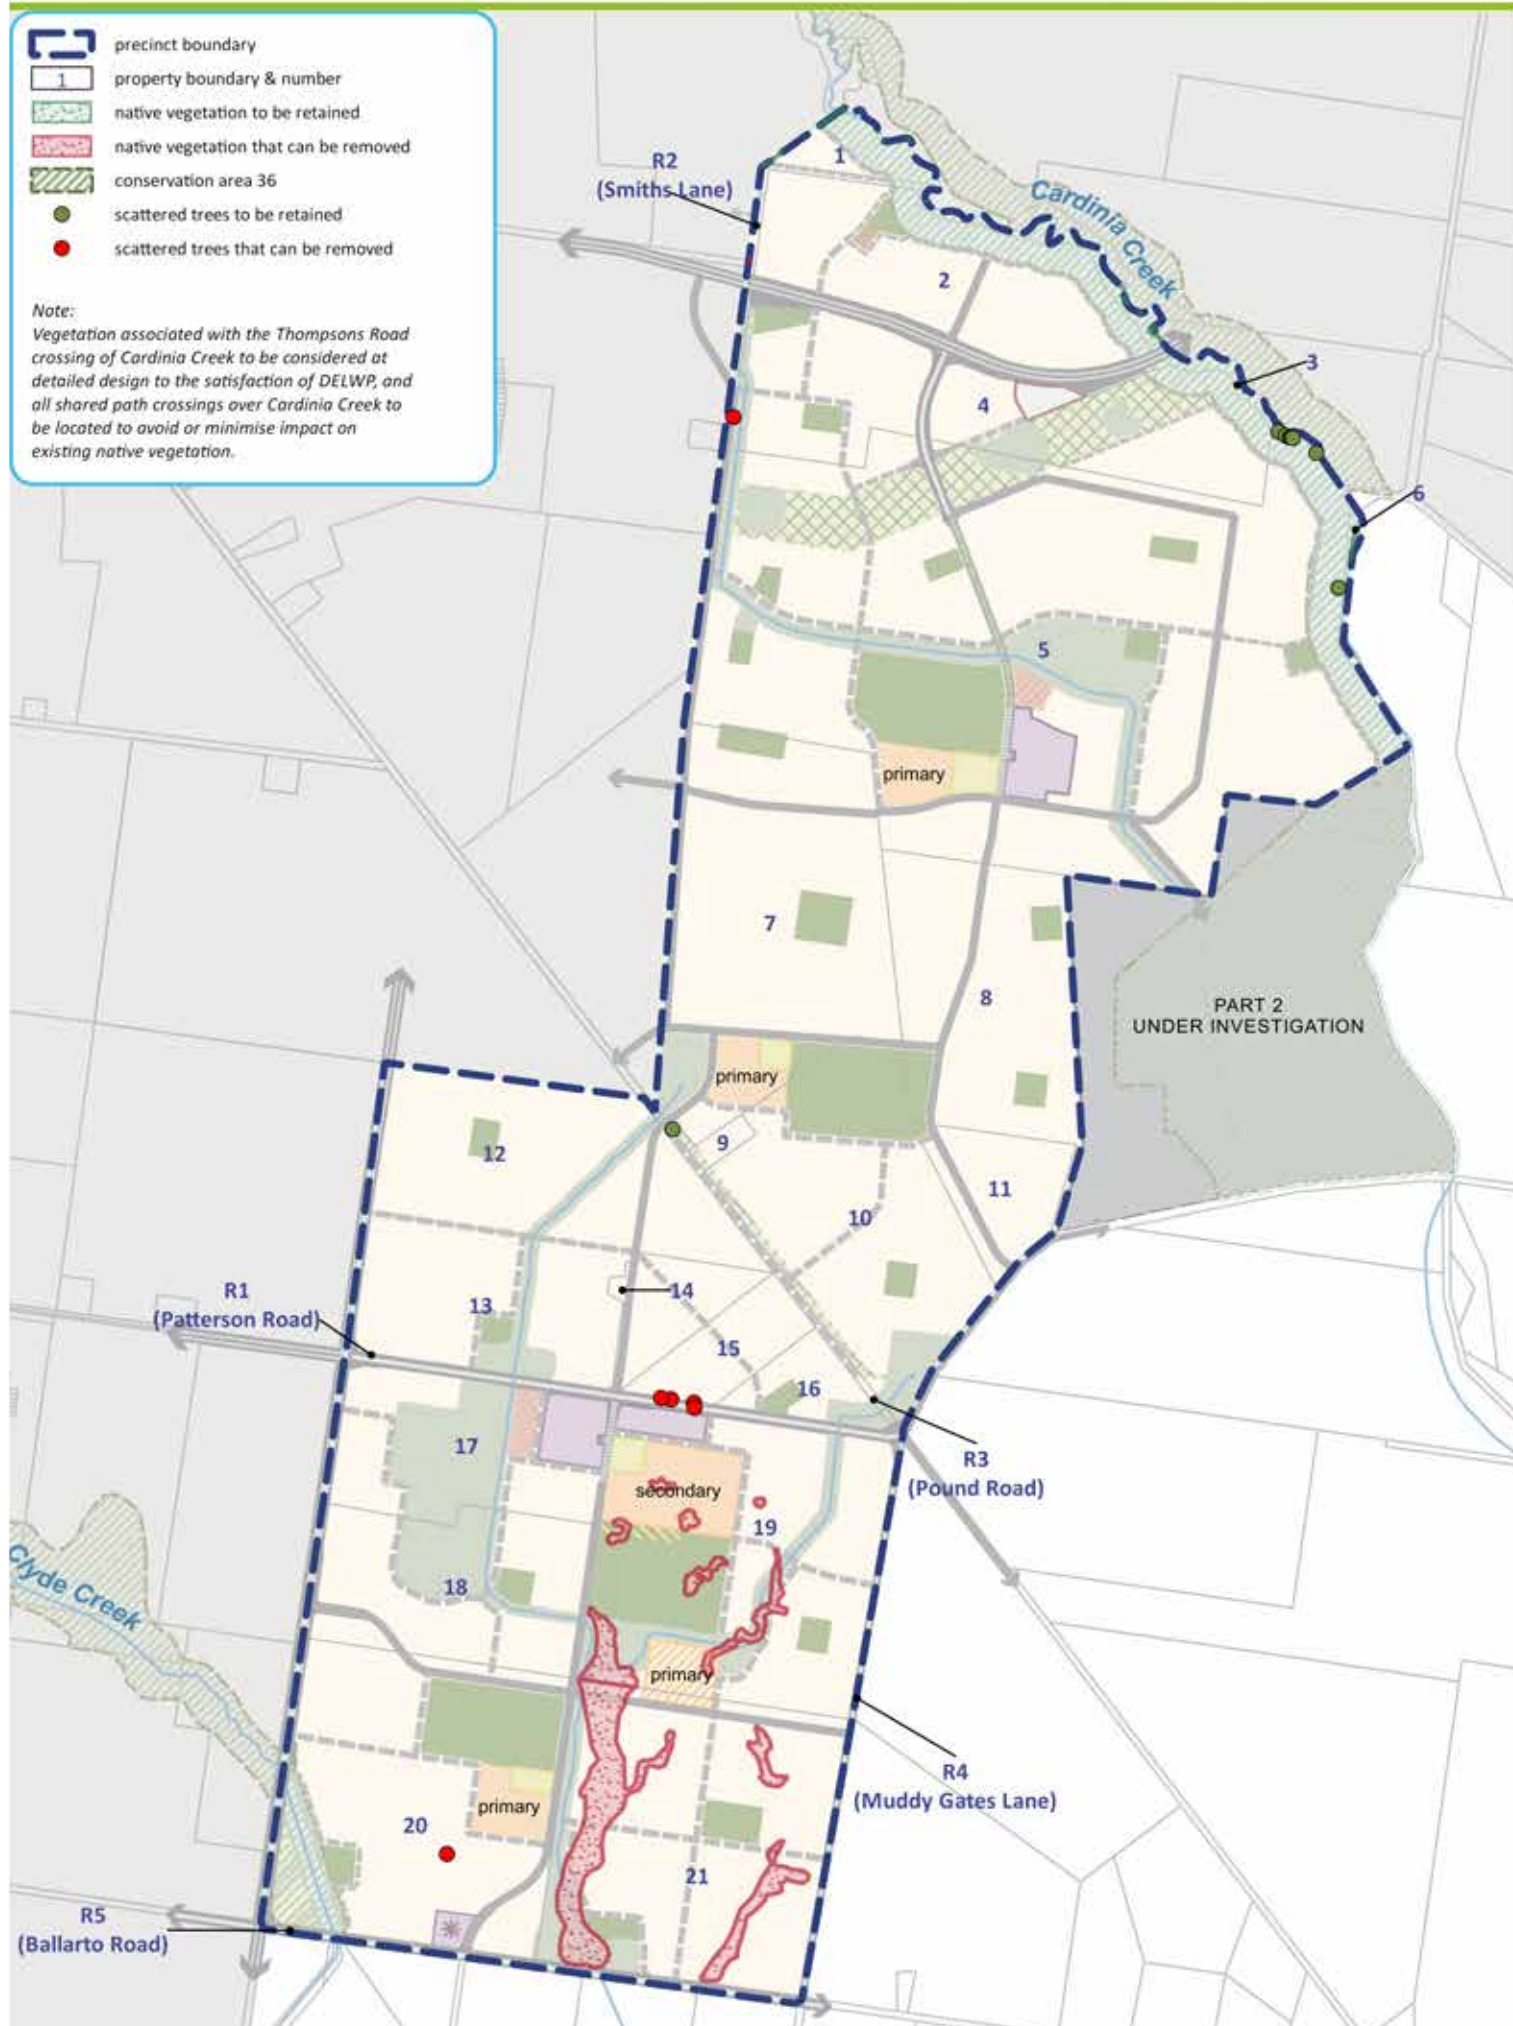 precinct boundary
1
property boundary & number
native vegetation to be retained
native vegetation that can be removed
conservation area 36
scattered trees to be retained
scattered trees that can be removed
Note:
Vegetation associated with the Thompsons Road
crossing of Cardinia Creek to be considered at
detailed design to the satisfaction of DELWP, and
all shared path crossings over Cardinia Creek to
be located to avoid or minimise impact on
existing native vegetation.
1
R2
(Smiths Lane)
Cardinia Creek
2
3
4
6
5
primary
7
8
PART 2
UNDER INVESTIGATION
primary
9
12
11
10
R1
(Patterson Road)
14
13
15
16
17
R3
(Pound Road)
secondary
19
Clyde Creek
18
primary
R4
(Muddy Gates Lane)
primary
20
21
R5
(Ballarto Road)